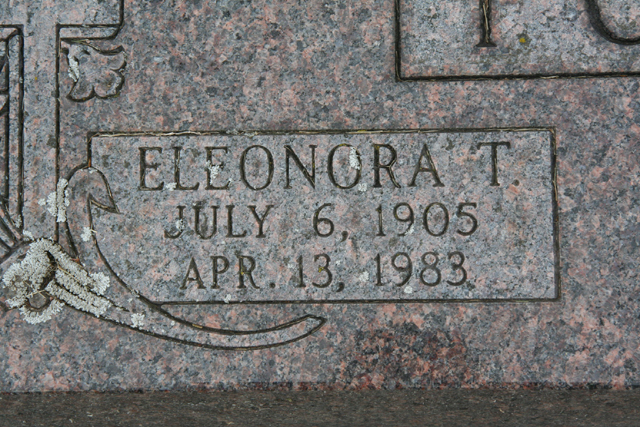 ELEONORA T
JULY 6, 1905
APR. 13, 1983